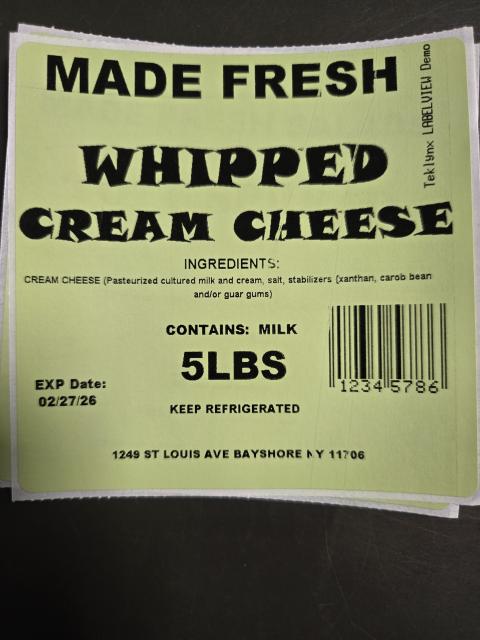 MADE FRESH
Teklynx LABELVIEW Demo
WHIPPED
CREAM CHEESE
INGREDIENTS:
CREAM CHEESE (Pasteurized cultured milk and cream, salt, stabilizers (xanthan, carob bean
and/or guar gums)
CONTAINS: MILK
5LBS
EXP Date:
02/27/26
KEEP REFRIGERATED
1234 5786
1249 ST LOUIS AVE BAYSHORE NY 11706